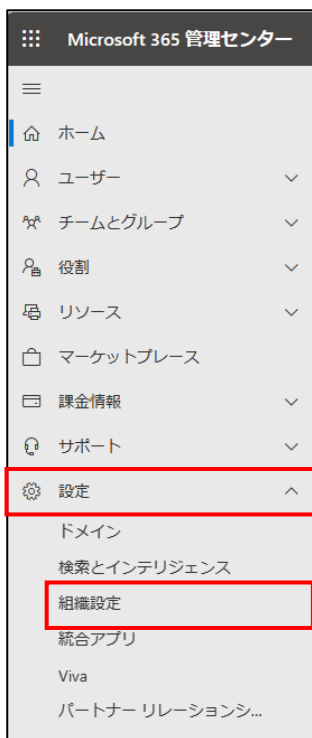 Microsoft 365 管理センター
ホーム
ユーザー
チームとグループ
役割
リソース
マーケットプレース
課金情報
サポート
設定
ドメイン
検索とインテリジェンス
組織設定
統合アプリ
Viva
パートナー リレーションシ...